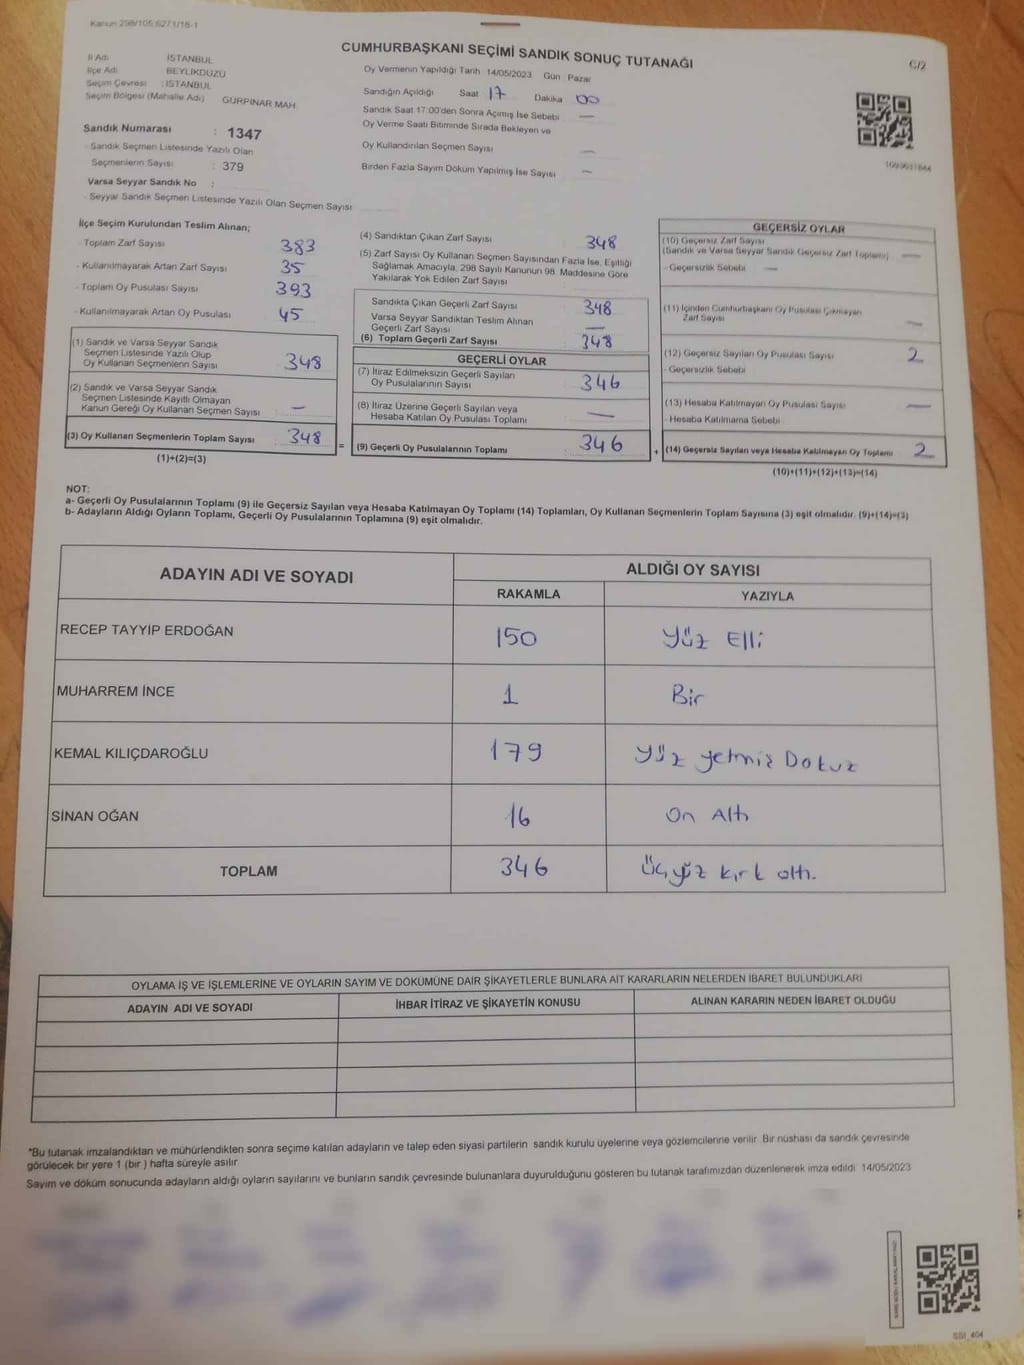 Kanun 298/105 6271/18-1
CUMHURBAŞKANI SEÇİMİ SANDIK SONUÇ TUTANAĞI
C/2
İl Adı İSTANBUL
İlçe Adı BEYLİKDÜZÜ
Seçim Çevresi : İSTANBUL
Seçim Bölgesi (Mahalle Adı) GÜRPINAR MAH.
Sandık Numarası : 1347
- Sandık Seçmen Listesinde Yazılı Olan
Seçmenlerin Sayısı : 379
Varsa Seyyar Sandık No :
- Seyyar Sandık Seçmen Listesinde Yazılı Olan Seçmen Sayısı
Oy Vermenin Yapıldığı Tarih 14/05/2023 Gün Pazar
Sandığın Açıldığı Saat 17 Dakika 00
Sandık Saat 17:00'den Sonra Açımış İse Sebebi —
Oy Verme Saati Bitiminde Sırada Bekleyen ve
Oy Kullandırılan Seçmen Sayısı —
Birden Fazla Sayım Döküm Yapılmış İse Sayısı —
İlçe Seçim Kurulundan Teslim Alınan;
- Toplam Zarf Sayısı 383
- Kullanılmayarak Artan Zarf Sayısı 35
- Toplam Oy Pusulası Sayısı 393
- Kullanılmayarak Artan Oy Pusulası 45
(1) Sandık ve Varsa Seyyar Sandık
Seçmen Listesinde Yazılı Olup
Oy Kullanan Seçmenlerin Sayısı 348
(2) Sandık ve Varsa Seyyar Sandık
Seçmen Listesinde Kayıtlı Olmayan
Kanun Gereği Oy Kullanan Seçmen Sayısı —
(3) Oy Kullanan Seçmenlerin Toplam Sayısı 348 =
(1)+(2)=(3)
(4) Sandıktan Çıkan Zarf Sayısı 348
(5) Zarf Sayısı Oy Kullanan Seçmen Sayısından Fazla İse, Eşitliği
Sağlamak Amacıyla, 298 Sayılı Kanunun 98. Maddesine Göre
Yakılarak Yok Edilen Zarf Sayısı
Sandıkta Çıkan Geçerli Zarf Sayısı 348
Varsa Seyyar Sandıktan Teslim Alınan
Geçerli Zarf Sayısı —
(6) Toplam Geçerli Zarf Sayısı 348
GEÇERLİ OYLAR
(7) İtiraz Edilmeksizin Geçerli Sayılan
Oy Pusulalarının Sayısı 346
(8) İtiraz Üzerine Geçerli Sayılan veya
Hesaba Katılan Oy Pusulası Toplamı —
(9) Geçerli Oy Pusulalarının Toplamı : 346 +
GEÇERSİZ OYLAR
(10) Geçersiz Zarf Sayısı
(Sandık ve Varsa Seyyar Sandık Geçersiz Zarf Toplamı) —
- Geçersizlik Sebebi —
(11) İçinden Cumhurbaşkanı Oy Pusulası Çıkmayan
Zarf Sayısı —
(12) Geçersiz Sayılan Oy Pusulası Sayısı 2
- Geçersizlik Sebebi
(13) Hesaba Katılmayan Oy Pusulası Sayısı —
- Hesaba Katılmama Sebebi
(14) Geçersiz Sayılan veya Hesaba Katılmayan Oy Toplamı 2
(10)+(11)+(12)+(13)=(14)
NOT:
a- Geçerli Oy Pusulalarının Toplamı (9) ile Geçersiz Sayılan veya Hesaba Katılmayan Oy Toplamı (14) Toplamları, Oy Kullanan Seçmenlerin Toplam Sayısına (3) eşit olmalıdır. (9)+(14)=(3)
b- Adayların Aldığı Oyların Toplamı, Geçerli Oy Pusulalarının Toplamına (9) eşit olmalıdır.
ADAYIN ADI VE SOYADI ALDIĞI OY SAYISI
RAKAMLA YAZIYLA
RECEP TAYYİP ERDOĞAN 150 Yüz Elli
MUHARREM İNCE 1 Bir
KEMAL KILIÇDAROĞLU 179 Yüz Yetmiş Dokuz
SİNAN OĞAN 16 On Altı
TOPLAM 346 Üçyüz kırk altı.
OYLAMA İŞ VE İŞLEMLERİNE VE OYLARIN SAYIM VE DÖKÜMÜNE DAİR ŞİKAYETLERLE BUNLARA AİT KARARLARIN NELERDEN İBARET BULUNDUKLARI
ADAYIN ADI VE SOYADI İHBAR İTİRAZ VE ŞİKAYETİN KONUSU ALINAN KARARIN NEDEN İBARET OLDUĞU
*Bu tutanak imzalandıktan ve mühürlendikten sonra seçime katılan adayların ve talep eden siyasi partilerin sandık kurulu üyelerine veya gözlemcilerine verilir. Bir nüshası da sandık çevresinde
görülecek bir yere 1 (bir ) hafta süreyle asılır
Sayım ve döküm sonucunda adayların aldığı oyların sayılarını ve bunların sandık çevresinde bulunanlara duyurulduğunu gösteren bu tutanak tarafımızdan düzenlenerek imza edildi. 14/05/2023
SSI_404